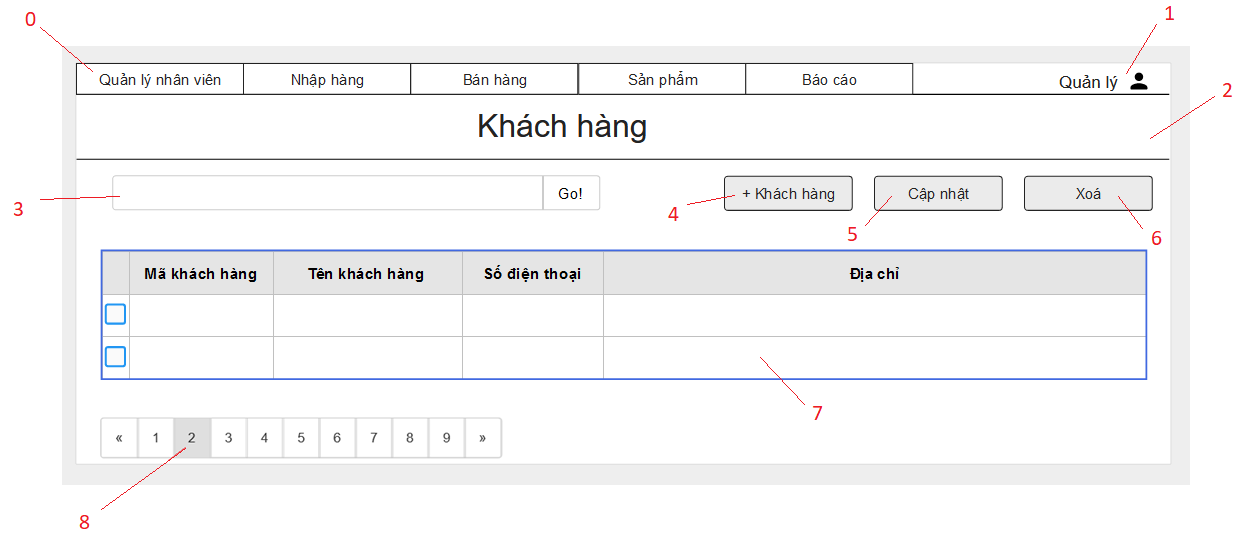 0
1
Quản lý nhân viên Nhập hàng Bán hàng Sản phẩm Báo cáo Quản lý
2
Khách hàng
3 Go! + Khách hàng Cập nhật Xoá
4 5 6
Mã khách hàng Tên khách hàng Số điện thoại Địa chỉ
7
« 1 2 3 4 5 6 7 8 9 »
8